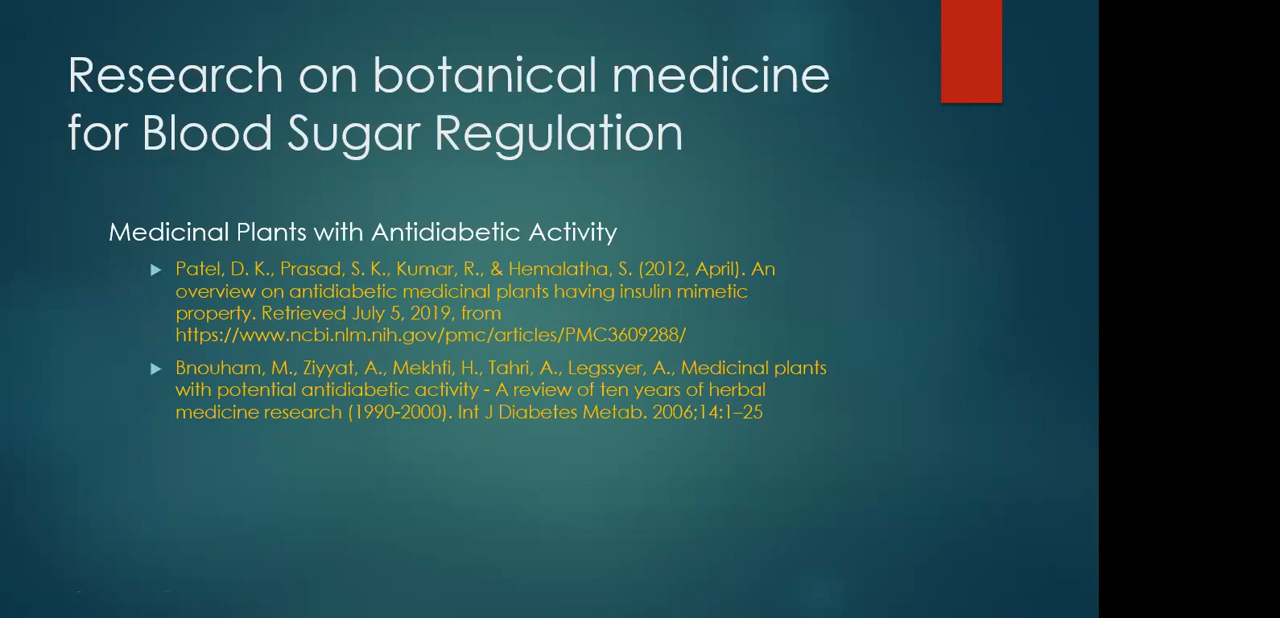 Research on botanical medicine
for Blood Sugar Regulation
Medicinal Plants with Antidiabetic Activity
Patel, D. K., Prasad, S. K., Kumar, R., & Hemalatha, S. (2012, April). An
overview on antidiabetic medicinal plants having insulin mimetic
property. Retrieved July 5, 2019, from
https://www.ncbi.nlm.nih.gov/pmc/articles/PMC3609288/
Bnouham, M., Ziyyat, A., Mekhfi, H., Tahri, A., Legssyer, A., Medicinal plants
with potential antidiabetic activity - A review of ten years of herbal
medicine research (1990-2000). Int J Diabetes Metab. 2006;14:1–25